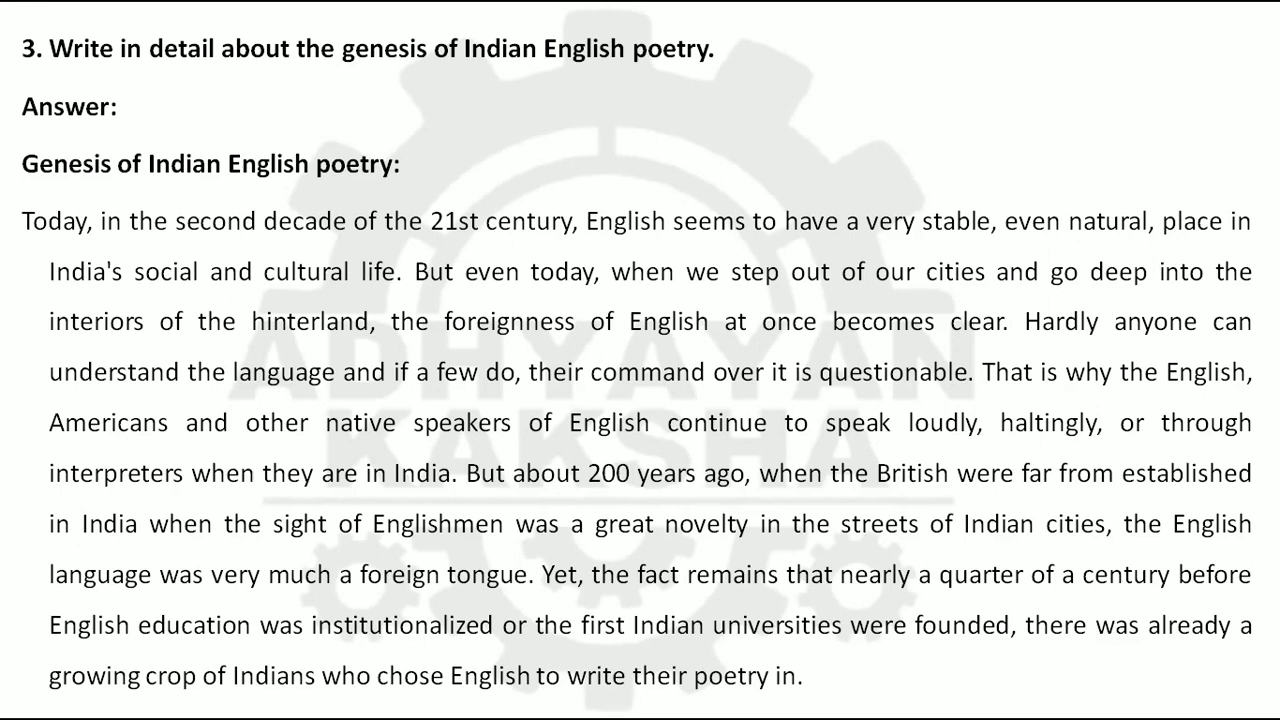 3. Write in detail about the genesis of Indian English poetry.
Answer:
Genesis of Indian English poetry:
Today, in the second decade of the 21st century, English seems to have a very stable, even natural, place in
India's social and cultural life. But even today, when we step out of our cities and go deep into the
interiors of the hinterland, the foreignness of English at once becomes clear. Hardly anyone can
understand the language and if a few do, their command over it is questionable. That is why the English,
Americans and other native speakers of English continue to speak loudly, haltingly, or through
interpreters when they are in India. But about 200 years ago, when the British were far from established
in India when the sight of Englishmen was a great novelty in the streets of Indian cities, the English
language was very much a foreign tongue. Yet, the fact remains that nearly a quarter of a century before
English education was institutionalized or the first Indian universities were founded, there was already a
growing crop of Indians who chose English to write their poetry in.
ADHYAYAN
KAKSHA